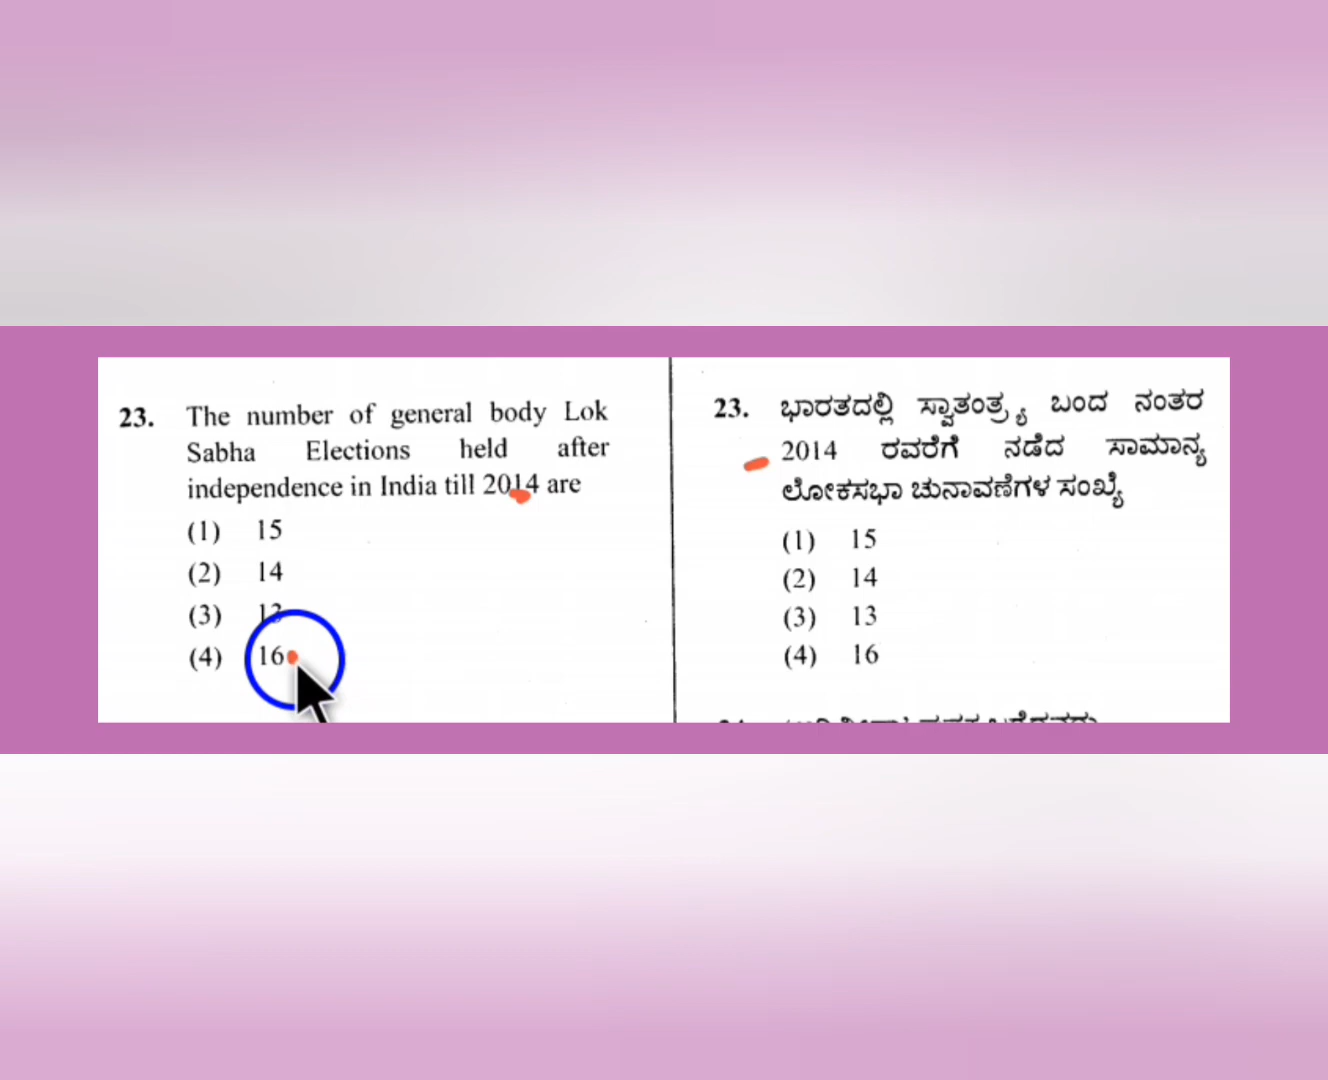 23. The number of general body Lok
Sabha Elections held after
independence in India till 2014 are
(1) 15
(2) 14
(3) 13
(4) 16
23. ಭಾರತದಲ್ಲಿ ಸ್ವಾತಂತ್ರ್ಯ ಬಂದ ನಂತರ
2014 ರವರೆಗೆ ನಡೆದ ಸಾಮಾನ್ಯ
ಲೋಕಸಭಾ ಚುನಾವಣೆಗಳ ಸಂಖ್ಯೆ
(1) 15
(2) 14
(3) 13
(4) 16